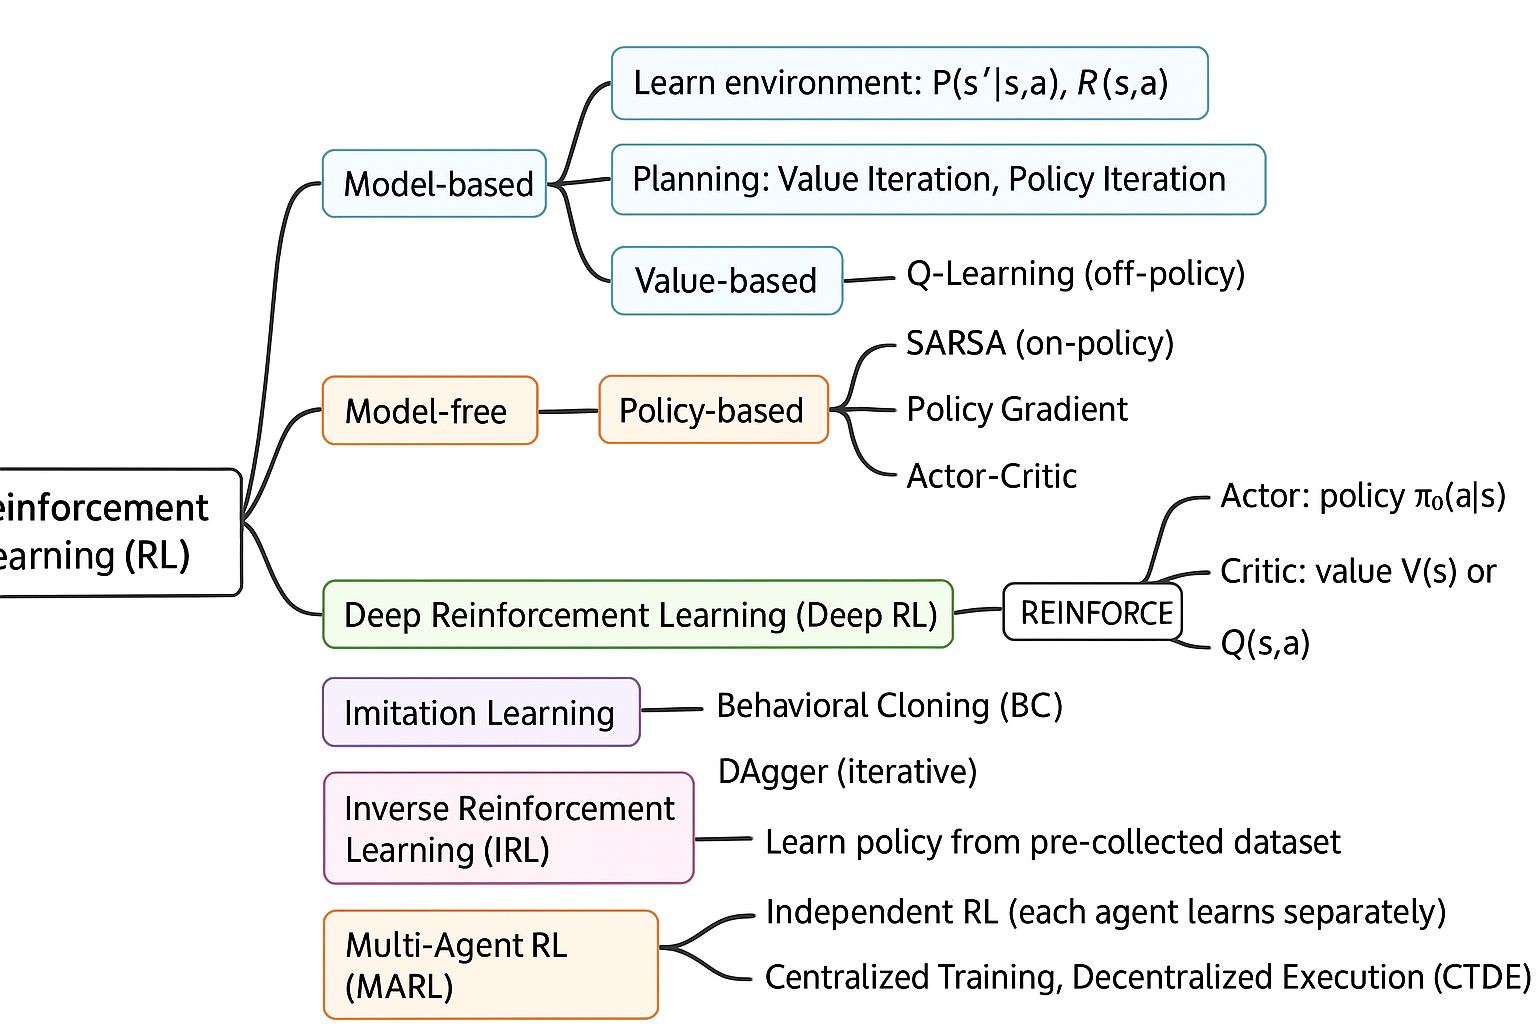 Learn environment: P(s′|s,a), R(s,a)
Model-based
Planning: Value Iteration, Policy Iteration
Value-based
Q-Learning (off-policy)
SARSA (on-policy)
Model-free
Policy-based
Policy Gradient
Actor-Critic
einforcement
earning (RL)
Actor: policy π₀(a|s)
Critic: value V(s) or
Deep Reinforcement Learning (Deep RL)
REINFORCE
Q(s,a)
Imitation Learning
Behavioral Cloning (BC)
DAgger (iterative)
Inverse Reinforcement
Learning (IRL)
Learn policy from pre-collected dataset
Multi-Agent RL
(MARL)
Independent RL (each agent learns separately)
Centralized Training, Decentralized Execution (CTDE)